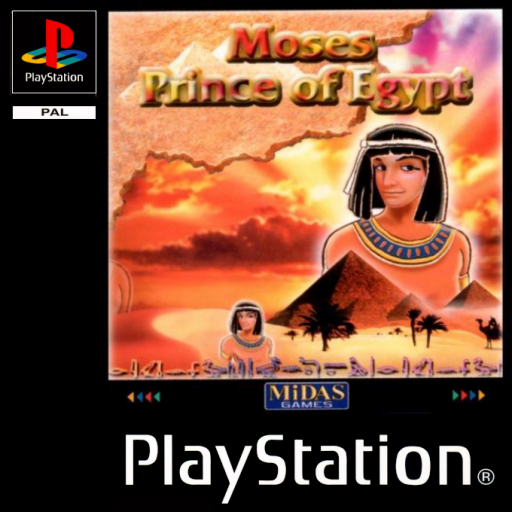 PlayStation
PAL
Moses
Prince of Egypt
MiDAS
GAMES
PlayStation®